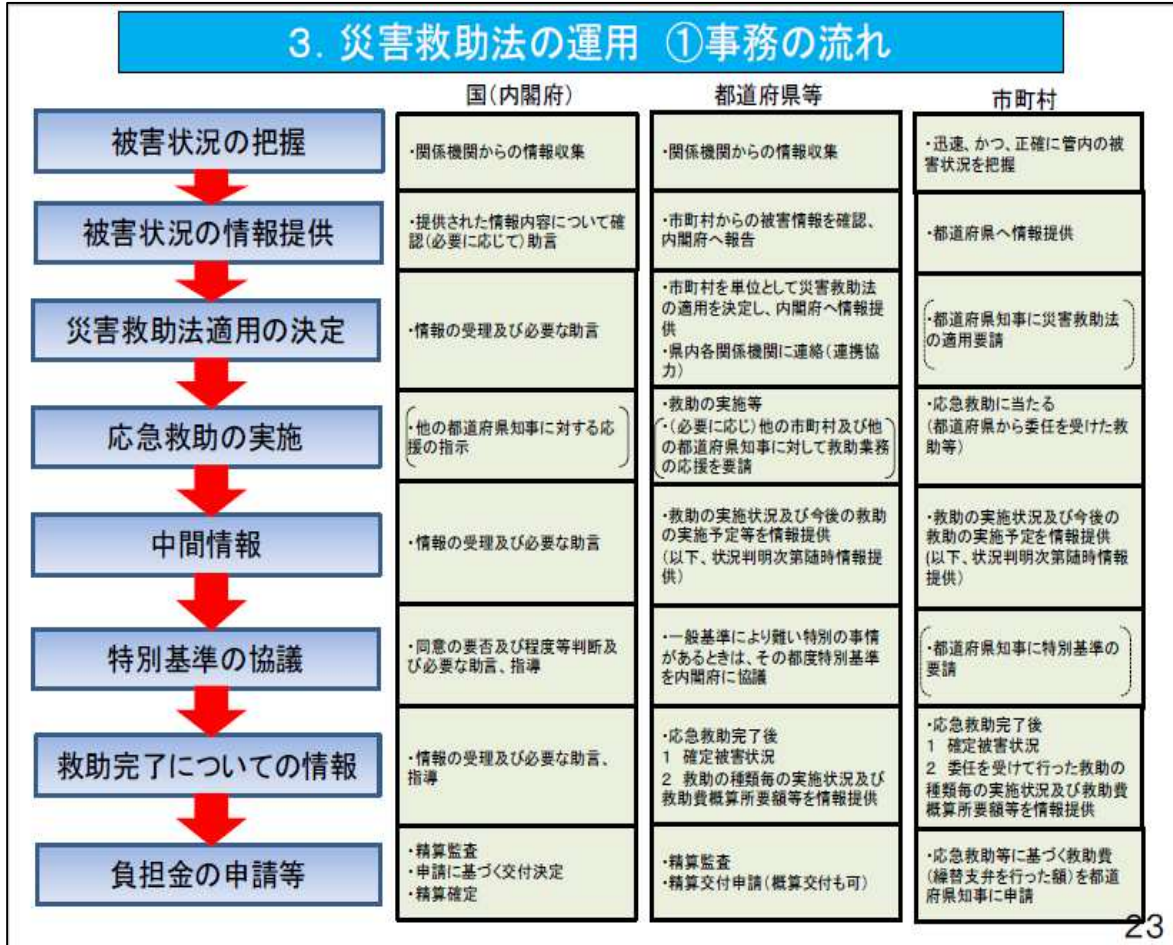 3．災害救助法の運用　①事務の流れ
国（内閣府）
都道府県等
市町村
被害状況の把握
・関係機関からの情報収集
・関係機関からの情報収集
・迅速、かつ、正確に管内の被
害状況を把握
被害状況の情報提供
・提供された情報内容について確
認（必要に応じて）助言
・市町村からの被害情報を確認、
内閣府へ報告
・都道府県へ情報提供
災害救助法適用の決定
・情報の受理及び必要な助言
・市町村を単位として災害救助法
の適用を決定し、内閣府へ情報提
供
・県内各関係機関に連絡（連携協
力）
・都道府県知事に災害救助法
の適用要請
応急救助の実施
・他の都道府県知事に対する応
援の指示
・救助の実施等
・（必要に応じ）他の市町村及び他
の都道府県知事に対して救助業務
の応援を要請
・応急救助に当たる
（都道府県から委任を受けた救
助等）
中間情報
・情報の受理及び必要な助言
・救助の実施状況及び今後の救助
の実施予定等を情報提供
（以下、状況判明次第随時情報提
供）
・救助の実施状況及び今後の
救助の実施予定を情報提供
（以下、状況判明次第随時情報
提供）
特別基準の協議
・同意の要否及び程度等判断及
び必要な助言、指導
・一般基準により難い特別の事情
があるときは、その都度特別基準
を内閣府に協議
・都道府県知事に特別基準の
要請
救助完了についての情報
・情報の受理及び必要な助言、
指導
・応急救助完了後
1　確定被害状況
2　救助の種類毎の実施状況及び
救助費概算所要額等を情報提供
・応急救助完了後
1　確定被害状況
2　委任を受けて行った救助の
種類毎の実施状況及び救助費
概算所要額等を情報提供
負担金の申請等
・精算監査
・申請に基づく交付決定
・精算確定
・精算監査
・精算交付申請（概算交付も可）
・応急救助等に基づく救助費
（繰替支弁を行った額）を都道
府県知事に申請
23